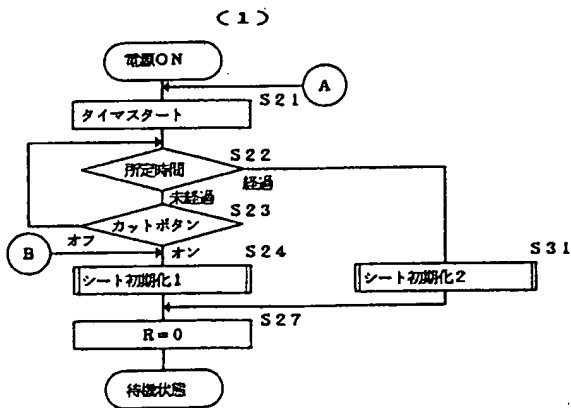 (1)
電源ON
A
S21
タイマスタート
S22
所定時間
経過
未経過
S23
カットボタン
オフ
オン
B
S24
シート初期化1
S31
シート初期化2
S27
R=0
待機状態